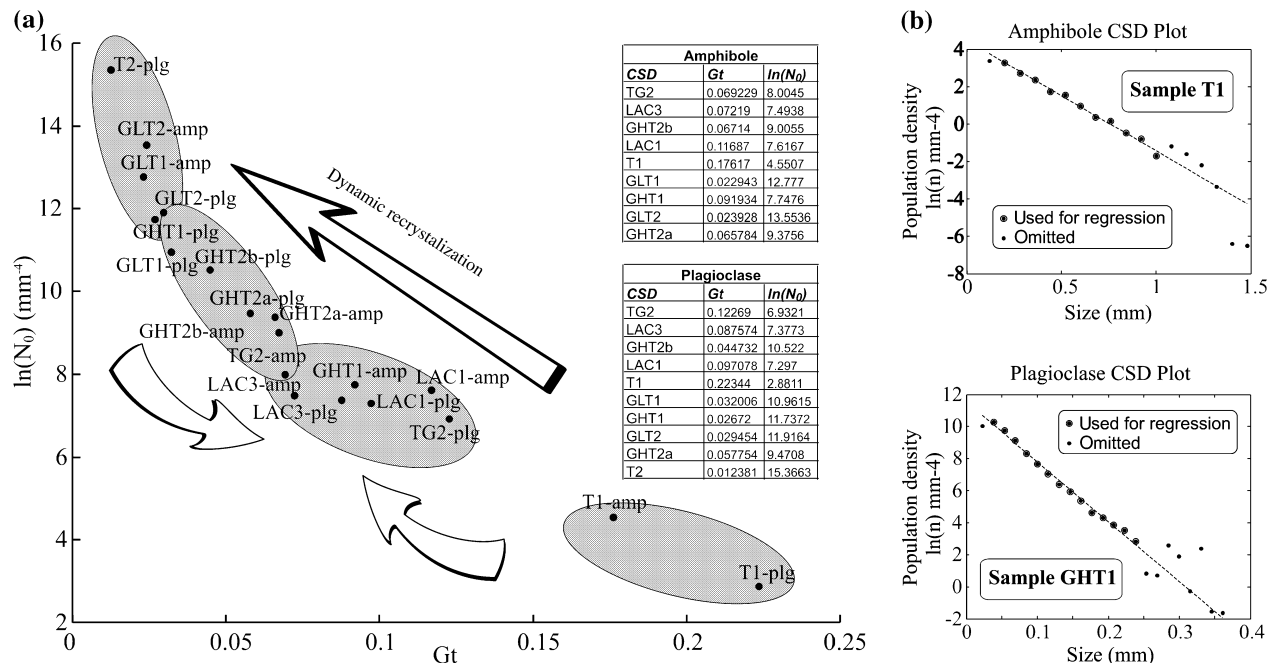 (a)
16
14
12
10
8
6
4
2
ln(N₀) (mm⁻⁴)
0
0.05
0.1
0.15
0.2
0.25
Gt
T2-plg
GLT2-amp
GLT1-amp
GLT2-plg
GHT1-plg
GLT1-plg
GHT2b-plg
GHT2a-plg
GHT2a-amp
GHT2b-amp
TG2-amp
LAC3-amp
GHT1-amp
LAC1-amp
LAC3-plg
LAC1-plg
TG2-plg
T1-amp
T1-plg
Dynamic recrystalization
Amphibole
CSD Gt ln(N₀)
TG2 0.069229 8.0045
LAC3 0.07219 7.4938
GHT2b 0.06714 9.0055
LAC1 0.11687 7.6167
T1 0.17617 4.5507
GLT1 0.022943 12.777
GHT1 0.091934 7.7476
GLT2 0.023928 13.5536
GHT2a 0.065784 9.3756
Plagioclase
CSD Gt ln(N₀)
TG2 0.12269 6.9321
LAC3 0.087574 7.3773
GHT2b 0.044732 10.522
LAC1 0.097078 7.297
T1 0.22344 2.8811
GLT1 0.032006 10.9615
GHT1 0.02672 11.7372
GLT2 0.029454 11.9164
GHT2a 0.057754 9.4708
T2 0.012381 15.3663
(b)
Amphibole CSD Plot
Sample T1
Population density
ln(n) mm-4)
4
2
0
-2
-4
-6
-8
Used for regression
Omitted
0
0.5
1
1.5
Size (mm)
Plagioclase CSD Plot
Used for regression
Omitted
Population density
ln(n) mm-4)
12
10
8
6
4
2
0
-2
Sample GHT1
0
0.1
0.2
0.3
0.4
Size (mm)